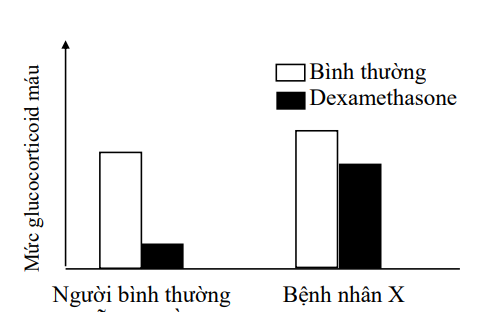 Bình thường
Dexamethasone
Mức glucocorticoid máu
Người bình thường
Bệnh nhân X